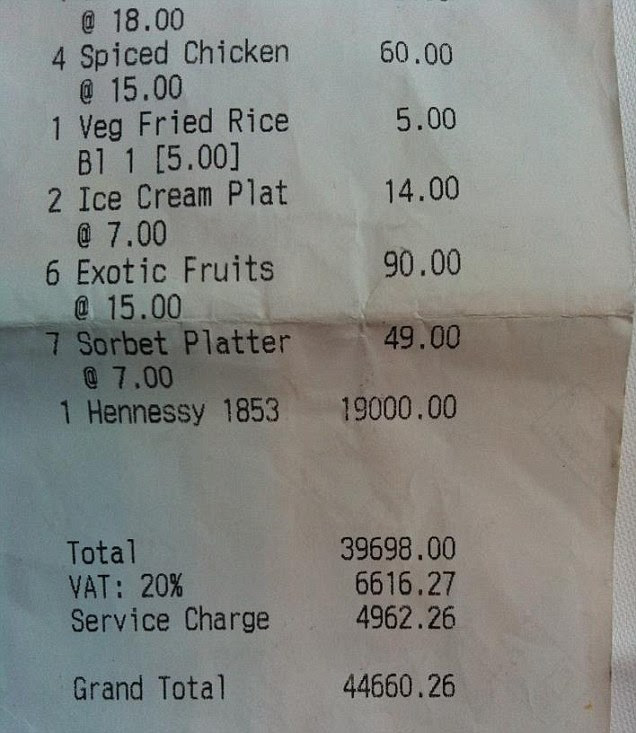 @ 18.00
4 Spiced Chicken 60.00
@ 15.00
1 Veg Fried Rice 5.00
Bl 1 [5.00]
2 Ice Cream Plat 14.00
@ 7.00
6 Exotic Fruits 90.00
@ 15.00
7 Sorbet Platter 49.00
@ 7.00
1 Hennessy 1853 19000.00
Total 39698.00
VAT: 20% 6616.27
Service Charge 4962.26
Grand Total 44660.26